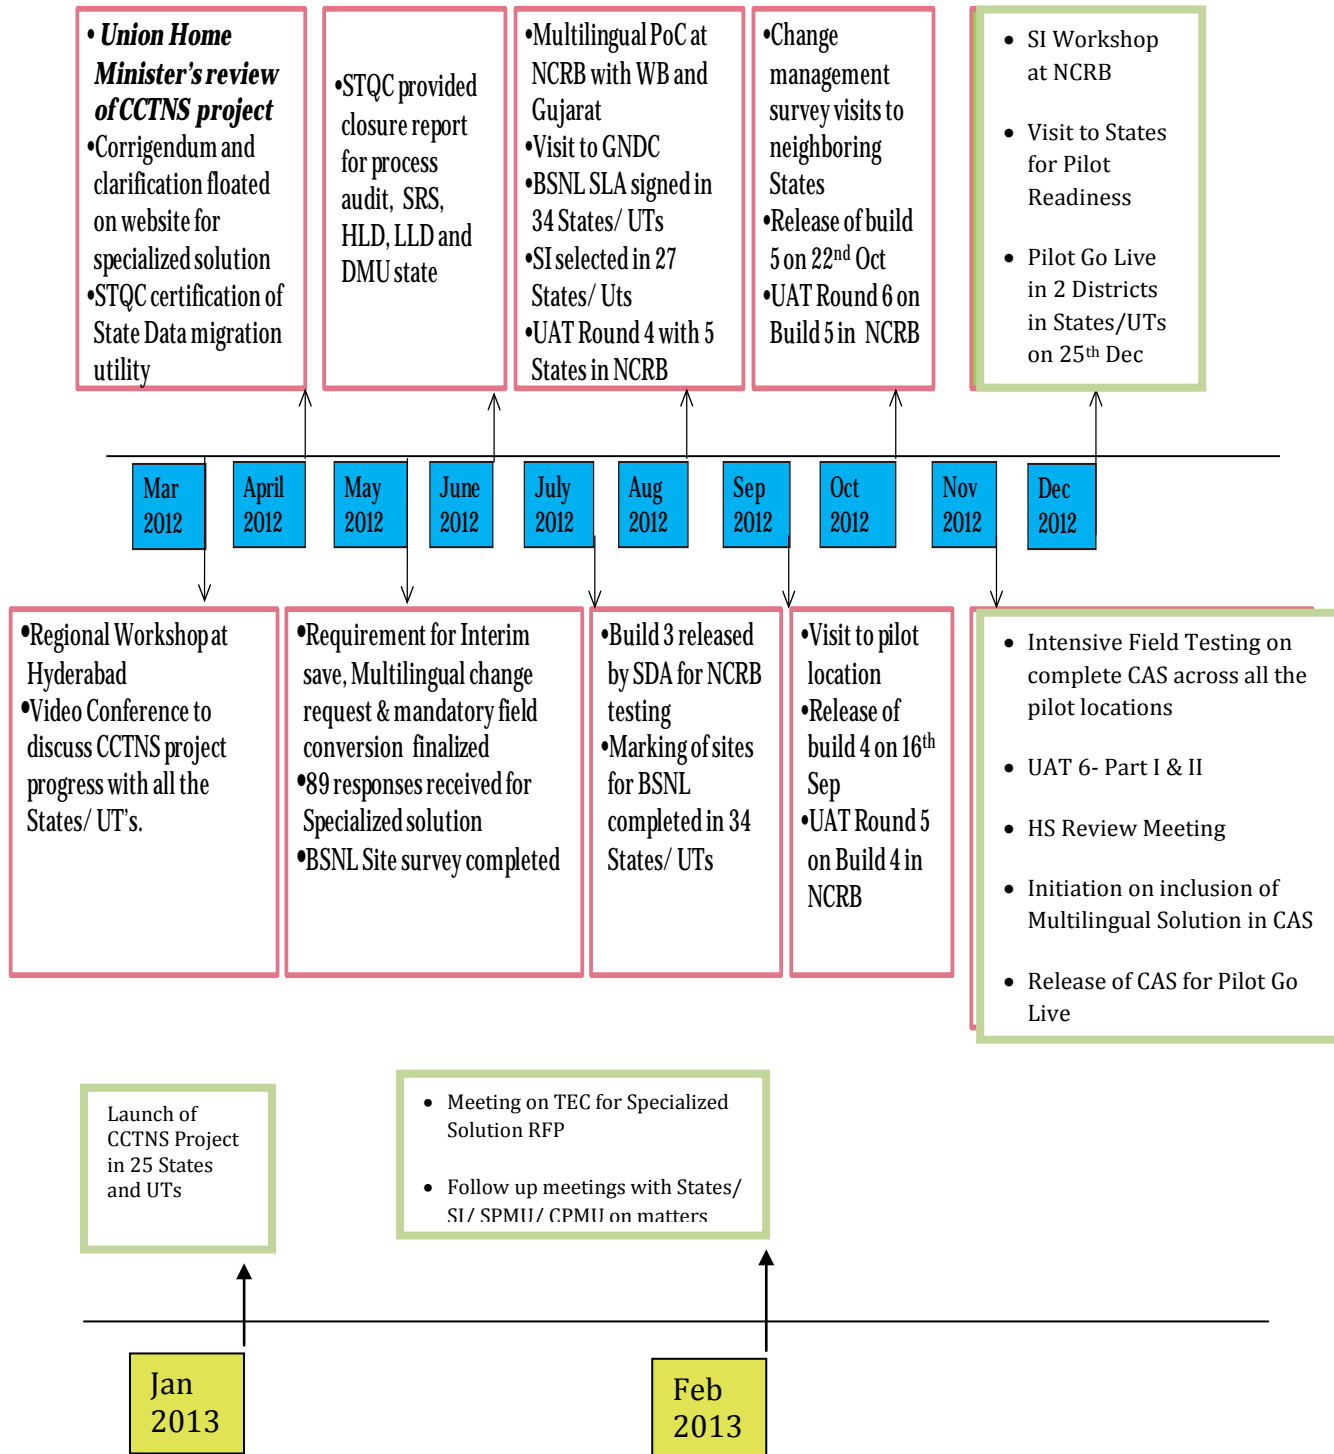 • Union Home
Minister's review
of CCTNS project
•Corrigendum and
clarification floated
on website for
specialized solution
•STQC certification of
State Data migration
utility
•STQC provided
closure report
for process
audit, SRS,
HLD, LLD and
DMU state
•Multilingual PoC at
NCRB with WB and
Gujarat
•Visit to GNDC
•BSNL SLA signed in
34 States/ UTs
•SI selected in 27
States/ Uts
•UAT Round 4 with 5
States in NCRB
•Change
management
survey visits to
neighboring
States
•Release of build
5 on 22nd Oct
•UAT Round 6 on
Build 5 in NCRB
• SI Workshop
at NCRB
• Visit to States
for Pilot
Readiness
• Pilot Go Live
in 2 Districts
in States/UTs
on 25th Dec
Mar
2012
April
2012
May
2012
June
2012
July
2012
Aug
2012
Sep
2012
Oct
2012
Nov
2012
Dec
2012
•Regional Workshop at
Hyderabad
•Video Conference to
discuss CCTNS project
progress with all the
States/ UT's.
•Requirement for Interim
save, Multilingual change
request & mandatory field
conversion finalized
•89 responses received for
Specialized solution
•BSNL Site survey completed
•Build 3 released
by SDA for NCRB
testing
•Marking of sites
for BSNL
completed in 34
States/ UTs
•Visit to pilot
location
•Release of
build 4 on 16th
Sep
•UAT Round 5
on Build 4 in
NCRB
• Intensive Field Testing on
complete CAS across all the
pilot locations
• UAT 6- Part I & II
• HS Review Meeting
• Initiation on inclusion of
Multilingual Solution in CAS
• Release of CAS for Pilot Go
Live
Launch of
CCTNS Project
in 25 States
and UTs
• Meeting on TEC for Specialized
Solution RFP
• Follow up meetings with States/
SI/ SPMU/ CPMU on matters
Jan
2013
Feb
2013